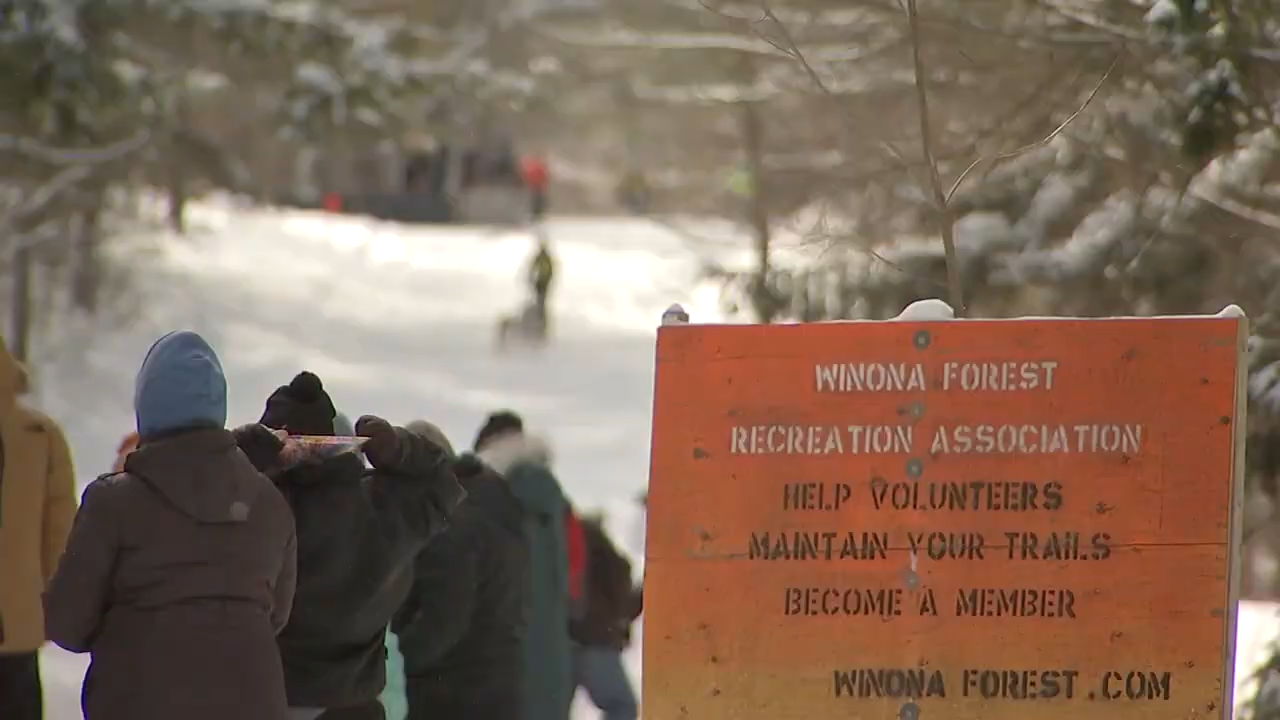 WINONA FOREST
RECREATION ASSOCIATION
HELP VOLUNTEERS
MAINTAIN YOUR TRAILS
BECOME A MEMBER
WINONA FOREST.COM